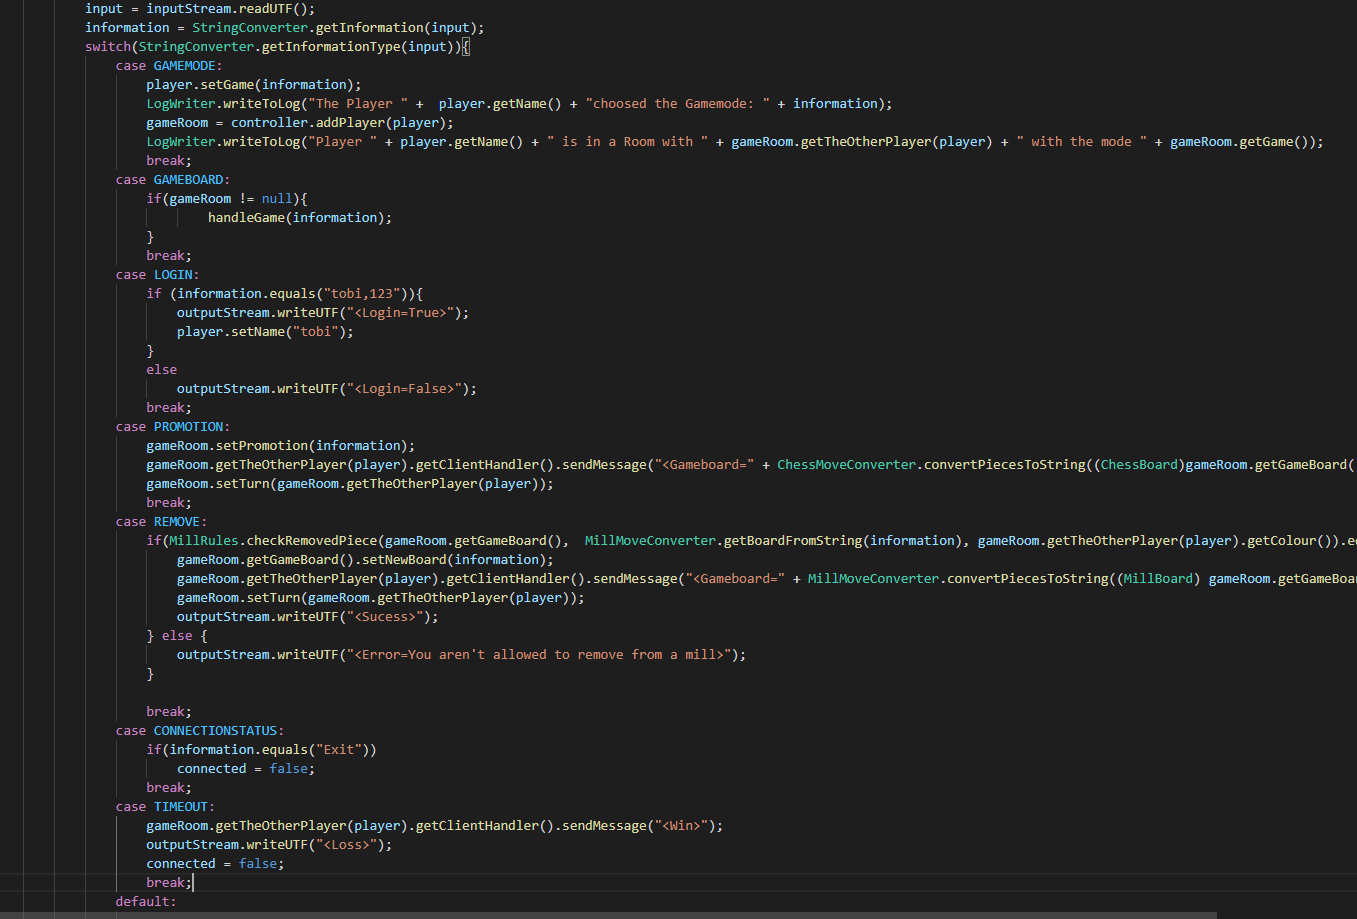 input = inputStream.readUTF();
information = StringConverter.getInformation(input);
switch(StringConverter.getInformationType(input)){
case GAMEMODE:
player.setGame(information);
LogWriter.writeToLog("The Player " +  player.getName() + "choosed the Gamemode: " + information);
gameRoom = controller.addPlayer(player);
LogWriter.writeToLog("Player " + player.getName() + " is in a Room with " + gameRoom.getTheOtherPlayer(player) + " with the mode " + gameRoom.getGame());
break;
case GAMEBOARD:
if(gameRoom != null){
handleGame(information);
}
break;
case LOGIN:
if (information.equals("tobi,123")){
outputStream.writeUTF("<Login=True>");
player.setName("tobi");
}
else
outputStream.writeUTF("<Login=False>");
break;
case PROMOTION:
gameRoom.setPromotion(information);
gameRoom.getTheOtherPlayer(player).getClientHandler().sendMessage("<Gameboard=" + ChessMoveConverter.convertPiecesToString((ChessBoard)gameRoom.getGameBoard(
gameRoom.setTurn(gameRoom.getTheOtherPlayer(player));
break;
case REMOVE:
if(MillRules.checkRemovedPiece(gameRoom.getGameBoard(),  MillMoveConverter.getBoardFromString(information), gameRoom.getTheOtherPlayer(player).getColour()).e
gameRoom.getGameBoard().setNewBoard(information);
gameRoom.getTheOtherPlayer(player).getClientHandler().sendMessage("<Gameboard=" + MillMoveConverter.convertPiecesToString((MillBoard) gameRoom.getGameBoa
gameRoom.setTurn(gameRoom.getTheOtherPlayer(player));
outputStream.writeUTF("<Sucess>");
} else {
outputStream.writeUTF("<Error=You aren't allowed to remove from a mill>");
}
break;
case CONNECTIONSTATUS:
if(information.equals("Exit"))
connected = false;
break;
case TIMEOUT:
gameRoom.getTheOtherPlayer(player).getClientHandler().sendMessage("<Win>");
outputStream.writeUTF("<Loss>");
connected = false;
break;
default: